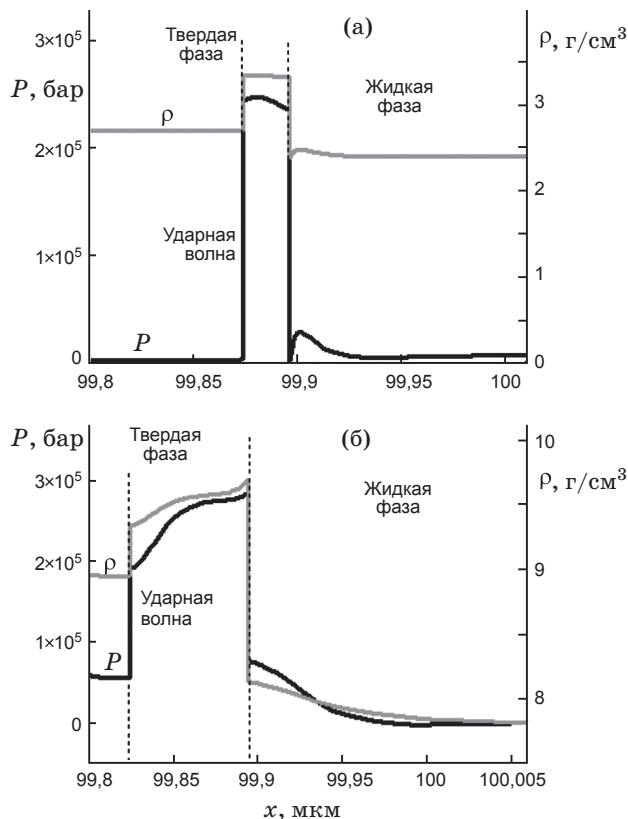 Твердая
фаза
(а)
P, бар
ρ, г/см³
3×10⁵
2×10⁵
1×10⁵
0
ρ
Жидкая
фаза
Ударная
волна
P
3
2
1
0
99,8
99,85
99,9
99,95
100
P, бар
Твердая
фаза
(б)
10
ρ, г/см³
3×10⁵
2×10⁵
1×10⁵
0
Жидкая
фаза
ρ
Ударная
волна
P
9
8
99,8
99,85
99,9
99,95
100
100,005
x, мкм